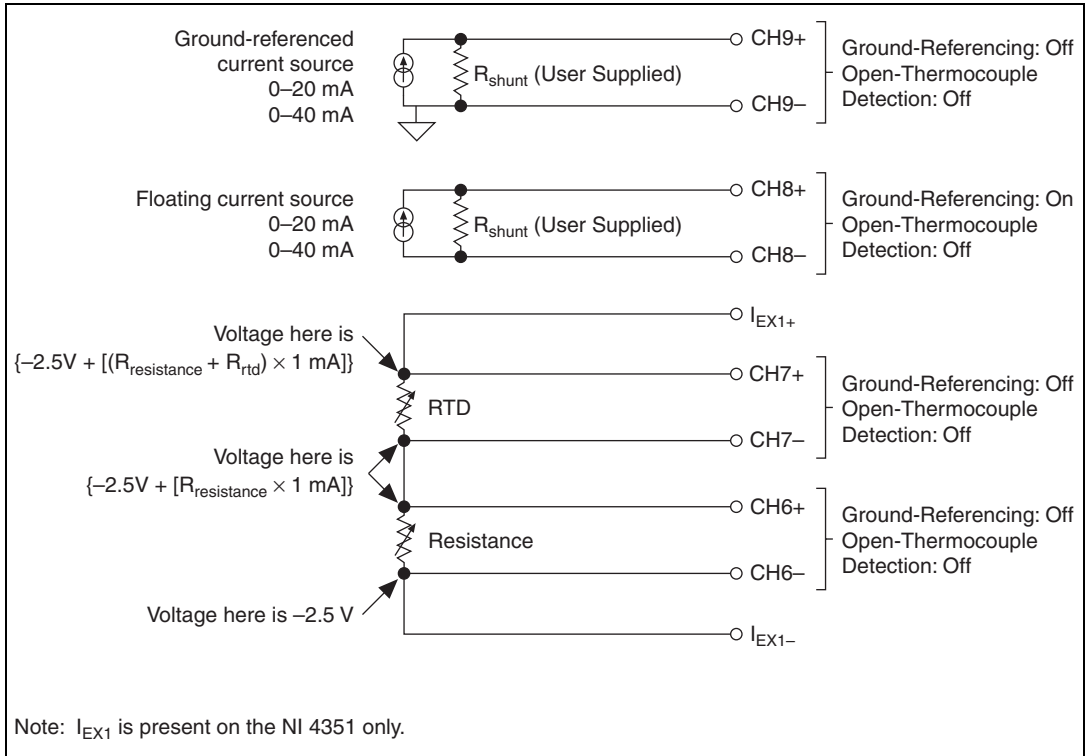 Ground-referenced
current source
0–20 mA
0–40 mA
R_shunt (User Supplied)
CH9+
CH9–
Ground-Referencing: Off
Open-Thermocouple
Detection: Off
Floating current source
0–20 mA
0–40 mA
R_shunt (User Supplied)
CH8+
CH8–
Ground-Referencing: On
Open-Thermocouple
Detection: Off
Voltage here is
{–2.5V + [(R_resistance + R_rtd) × 1 mA]}
I_EX1+
RTD
CH7+
CH7–
Ground-Referencing: Off
Open-Thermocouple
Detection: Off
Voltage here is
{–2.5V + [R_resistance × 1 mA]}
Resistance
CH6+
CH6–
Ground-Referencing: Off
Open-Thermocouple
Detection: Off
Voltage here is –2.5 V
I_EX1–
Note: I_EX1 is present on the NI 4351 only.